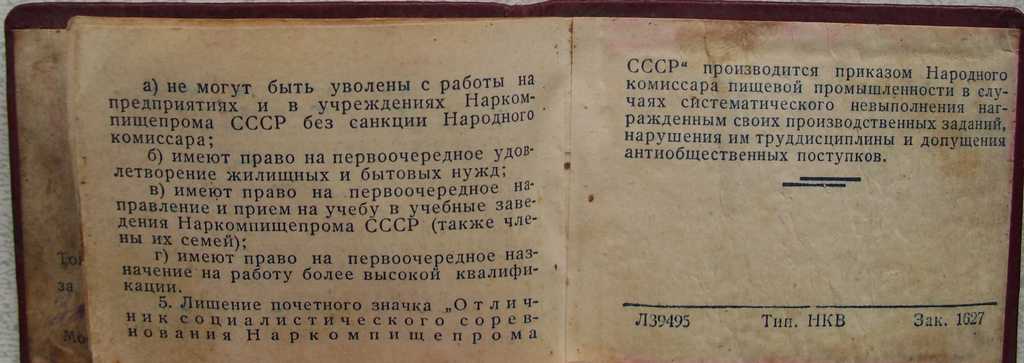 а) не могут быть уволены с работы на
предприятиях и в учреждениях Нарком-
пищепрома СССР без санкции Народного
комиссара;
б) имеют право на первоочередное удов-
летворение жилищных и бытовых нужд;
в) имеют право на первоочередное на-
правление и прием на учебу в учебные заве-
дения Наркомпищепрома СССР (также чле-
ны их семей);
г) имеют право на первоочередное наз-
начение на работу более высокой квалифи-
кации.
5. Лишение почетного значка „Отлич-
ник социалистического сорев-
нования Наркомпищепрома
СССР" производится приказом Народного
комиссара пищевой промышленности в слу-
чаях систематического невыполнения наг-
ражденным своих производственных заданий,
нарушения им труддисциплины и допущения
антиобщественных поступков.
Л39495 Тип. НКВ Зак. 1627
за